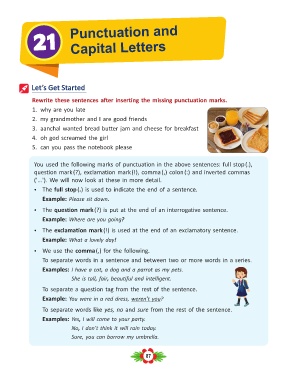 21
Punctuation and
Capital Letters
Let's Get Started
Rewrite these sentences after inserting the missing punctuation marks.
1. why are you late
2. my grandmother and I are good friends
3. aanchal wanted bread butter jam and cheese for breakfast
4. oh god screamed the girl
5. can you pass the notebook please
You used the following marks of punctuation in the above sentences: full stop(.),
question mark(?), exclamation mark(!), comma(,) colon(:) and inverted commas
('...'). We will now look at these in more detail.
• The full stop(.) is used to indicate the end of a sentence.
Example: Please sit down.
• The question mark(?) is put at the end of an interrogative sentence.
Example: Where are you going?
• The exclamation mark(!) is used at the end of an exclamatory sentence.
Example: What a lovely day!
• We use the comma(,) for the following.
To separate words in a sentence and between two or more words in a series.
Examples: I have a cat, a dog and a parrot as my pets.
She is tall, fair, beautiful and intelligent.
To separate a question tag from the rest of the sentence.
Example: You were in a red dress, weren't you?
To separate words like yes, no and sure from the rest of the sentence.
Examples: Yes, I will come to your party.
No, I don't think it will rain today.
Sure, you can borrow my umbrella.
87